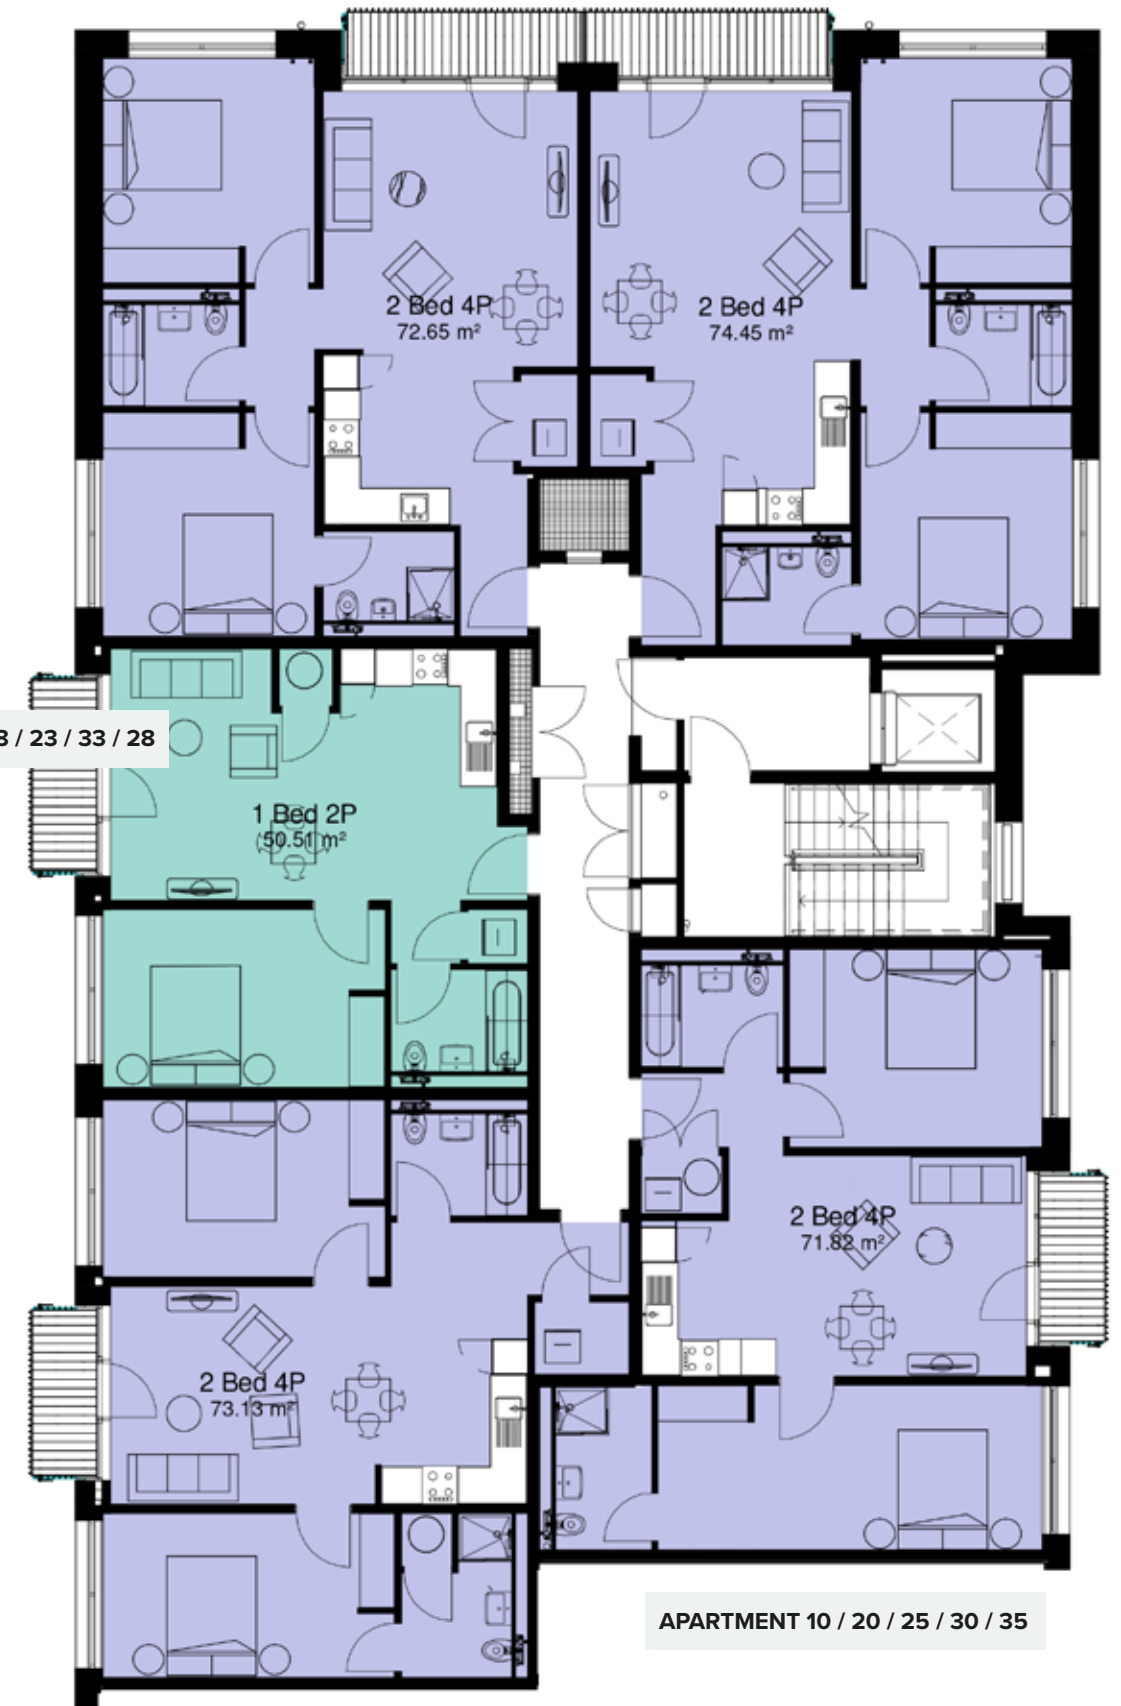 2 Bed 4P
72.65 m²
2 Bed 4P
74.45 m²
/ 23 / 33 / 28
1 Bed 2P
50.51 m²
2 Bed 4P
71.82 m²
2 Bed 4P
73.13 m²
APARTMENT 10 / 20 / 25 / 30 / 35